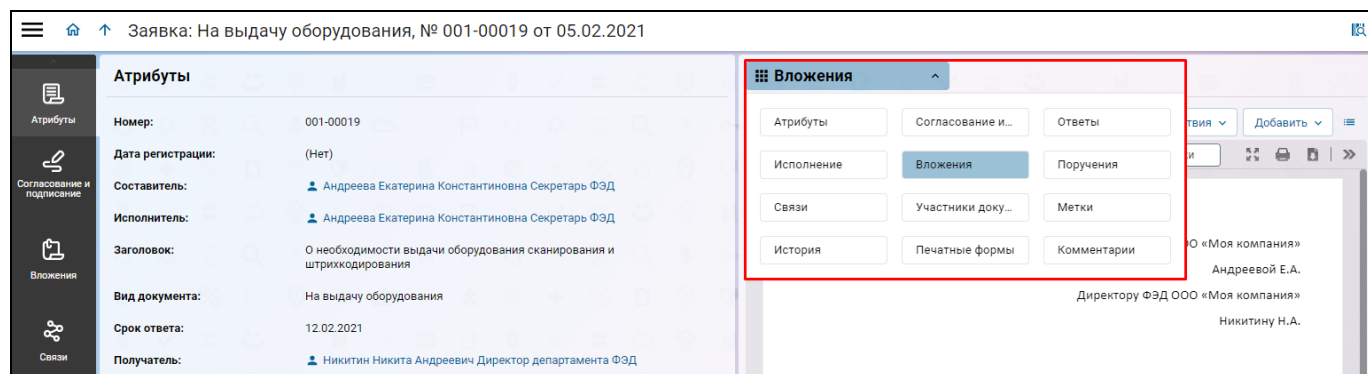 Заявка: На выдачу оборудования, № 001-00019 от 05.02.2021
Атрибуты
Согласование и
подписание
Вложения
Связи
Атрибуты
Номер: 001-00019
Дата регистрации: (Нет)
Составитель: Андреева Екатерина Константиновна Секретарь ФЭД
Исполнитель: Андреева Екатерина Константиновна Секретарь ФЭД
Заголовок: О необходимости выдачи оборудования сканирования и
штрихкодирования
Вид документа: На выдачу оборудования
Срок ответа: 12.02.2021
Получатель: Никитин Никита Андреевич Директор департамента ФЭД
Вложения
Атрибуты Согласование и... Ответы
Исполнение Вложения Поручения
Связи Участники доку... Метки
История Печатные формы Комментарии
твия Добавить
ки
ОО «Моя компания»
Андреевой Е.А.
Директору ФЭД ООО «Моя компания»
Никитину Н.А.